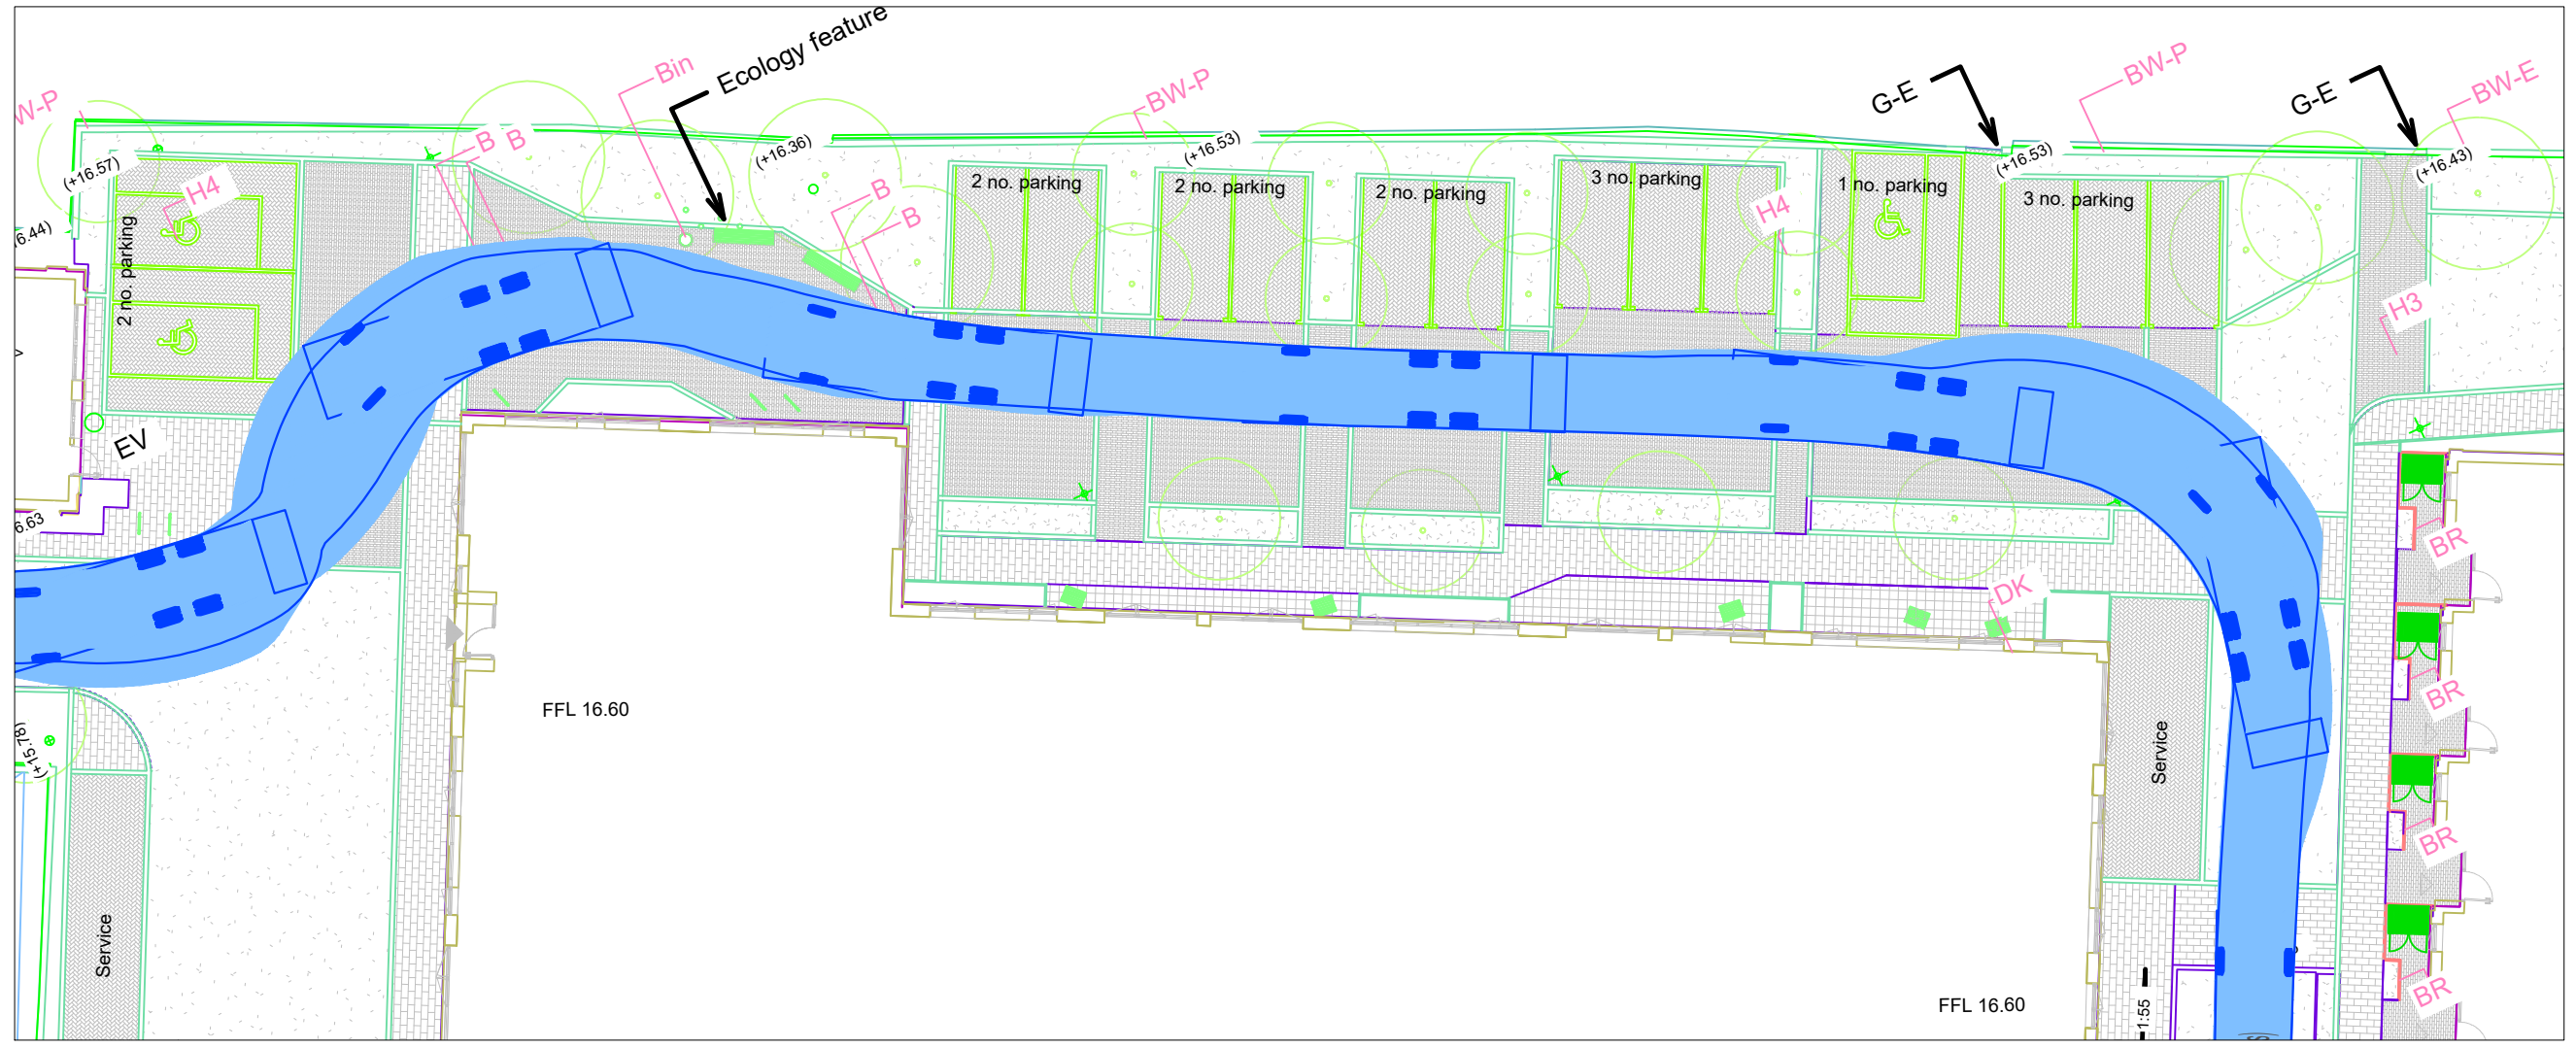 Ecology feature
Bin
W-P
BW-P
G-E
BW-P
G-E
BW-E
B
B
(+16.57)
(+16.36)
(+16.53)
(+16.53)
(+16.43)
H4
B
B
2 no. parking
2 no. parking
2 no. parking
2 no. parking
3 no. parking
1 no. parking
3 no. parking
H4
H3
6.44)
EV
6.63
BR
DK
BR
FFL 16.60
Service
(+15.78)
BR
Service
BR
FFL 16.60
1:55